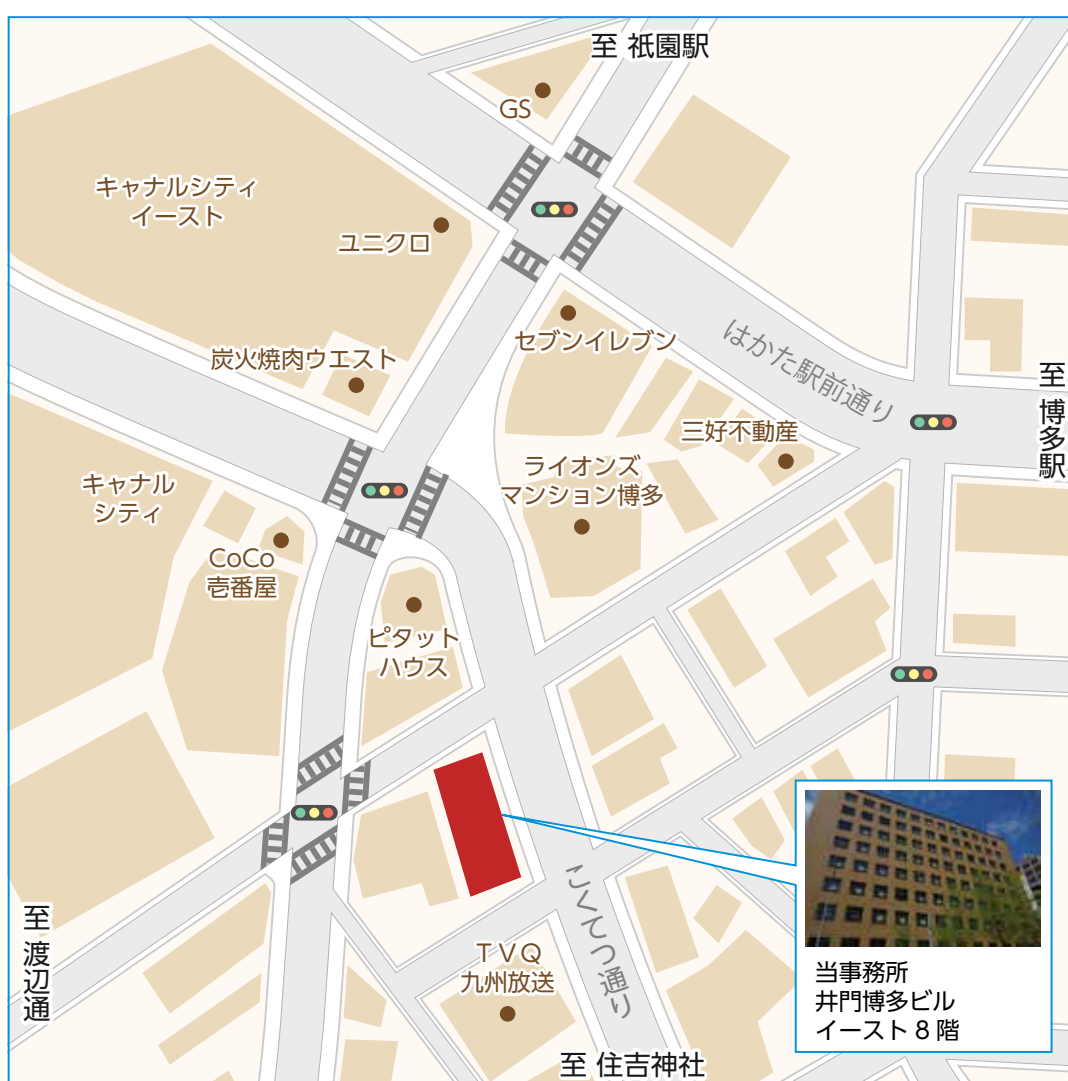 至 祇園駅
GS
キャナルシティ
イースト
ユニクロ
セブンイレブン
はかた駅前通り
炭火焼肉ウエスト
至
博多駅
三好不動産
ライオンズ
マンション博多
キャナル
シティ
CoCo
壱番屋
ピタット
ハウス
こくてつ通り
至
渡辺通
TVQ
九州放送
当事務所
井門博多ビル
イースト8階
至 住吉神社